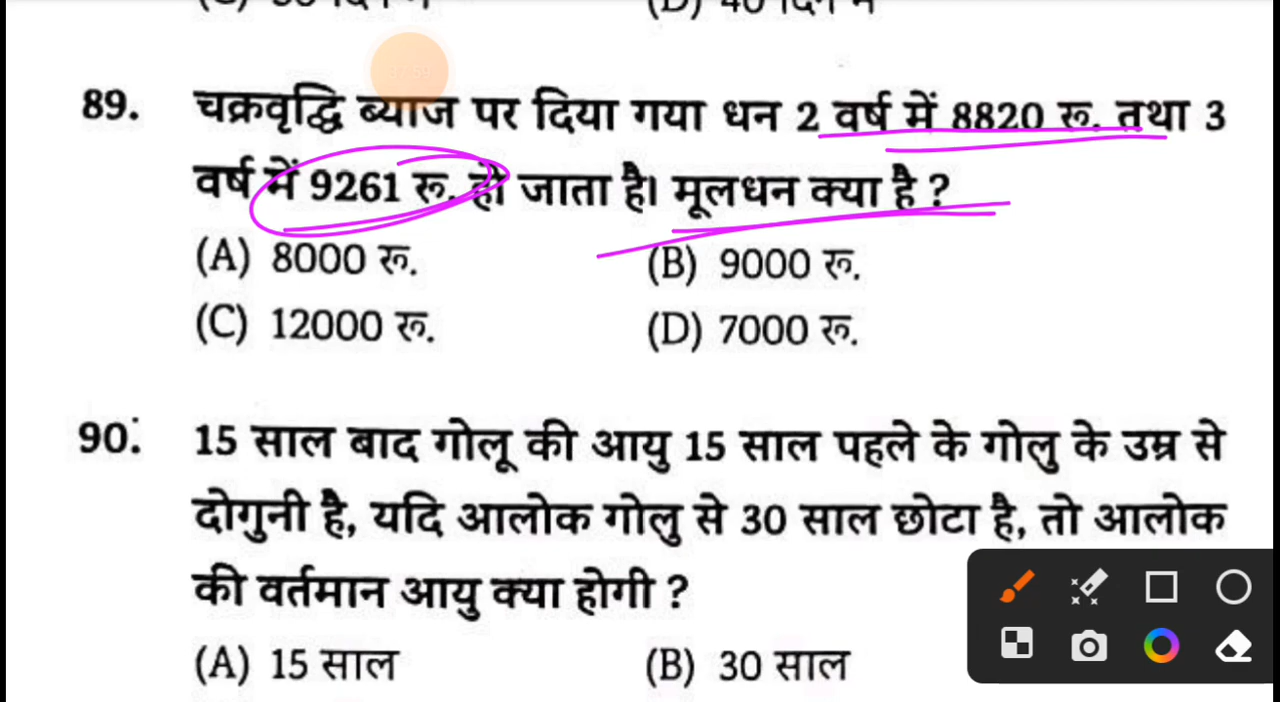 89. चक्रवृद्धि ब्याज पर दिया गया धन 2 वर्ष में 8820 रू. तथा 3
वर्ष में 9261 रू. हो जाता है। मूलधन क्या है ?
(A) 8000 रू. (B) 9000 रू.
(C) 12000 रू. (D) 7000 रू.
90. 15 साल बाद गोलू की आयु 15 साल पहले के गोलु के उम्र से
दोगुनी है, यदि आलोक गोलु से 30 साल छोटा है, तो आलोक
की वर्तमान आयु क्या होगी ?
(A) 15 साल (B) 30 साल